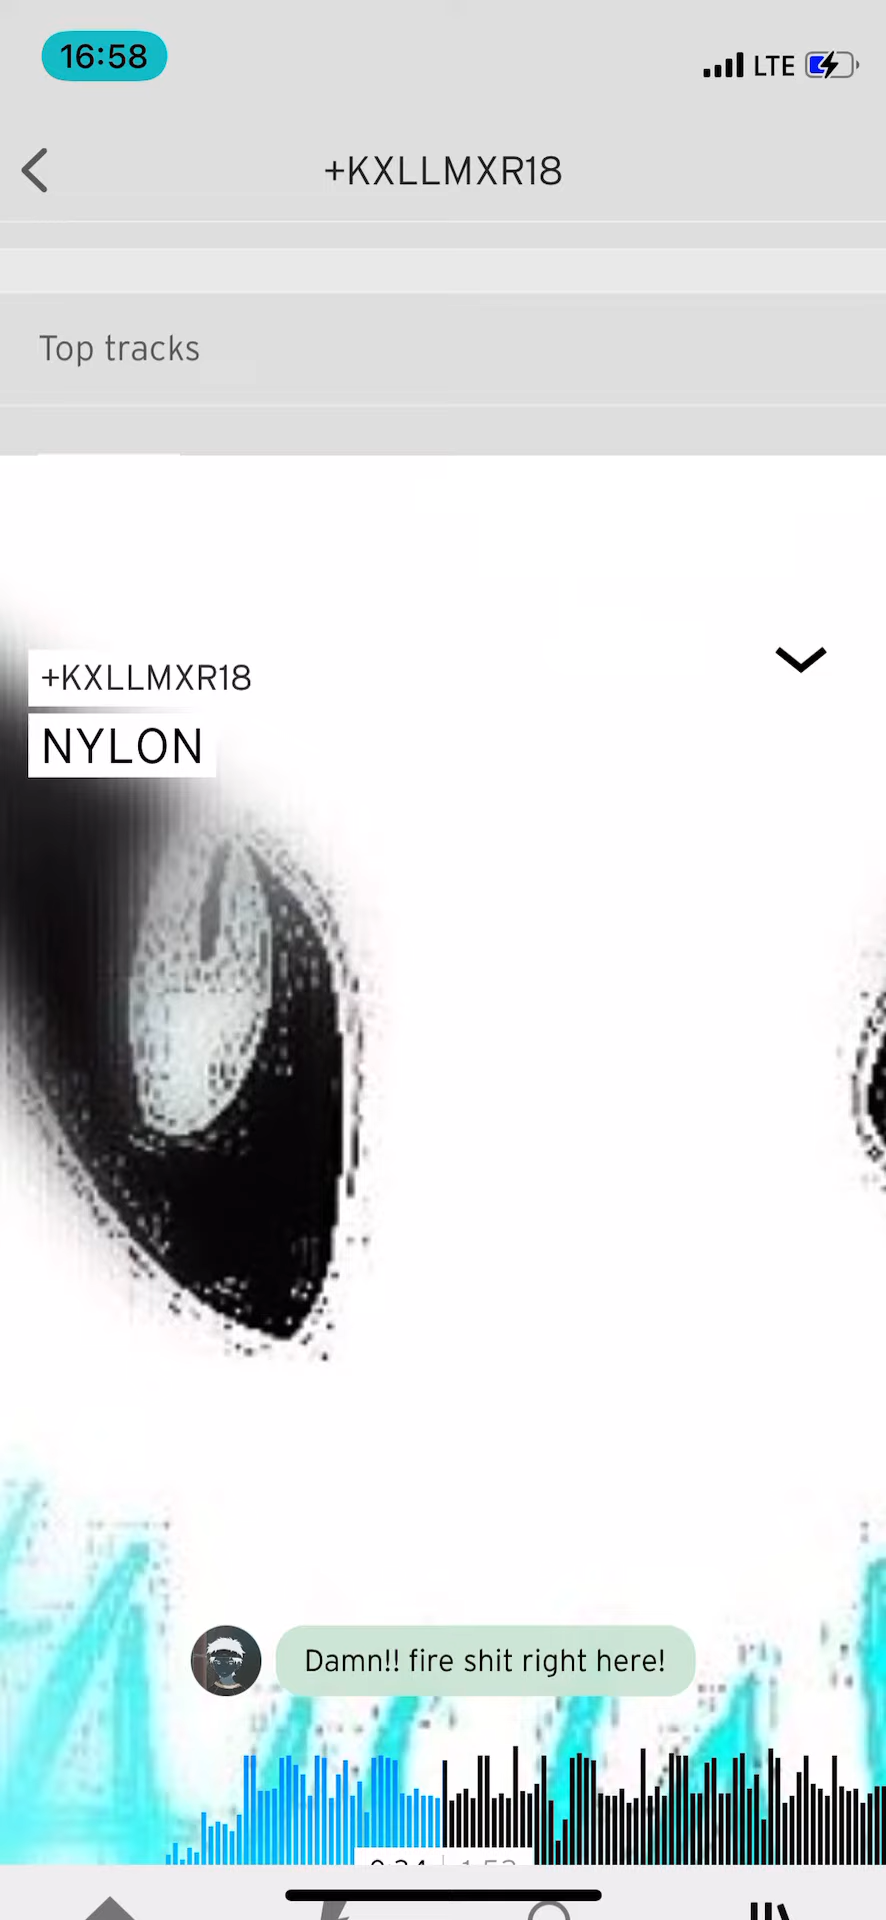 16:58
LTE
+KXLLMXR18
Top tracks
+KXLLMXR18
NYLON
Damn!! fire shit right here!